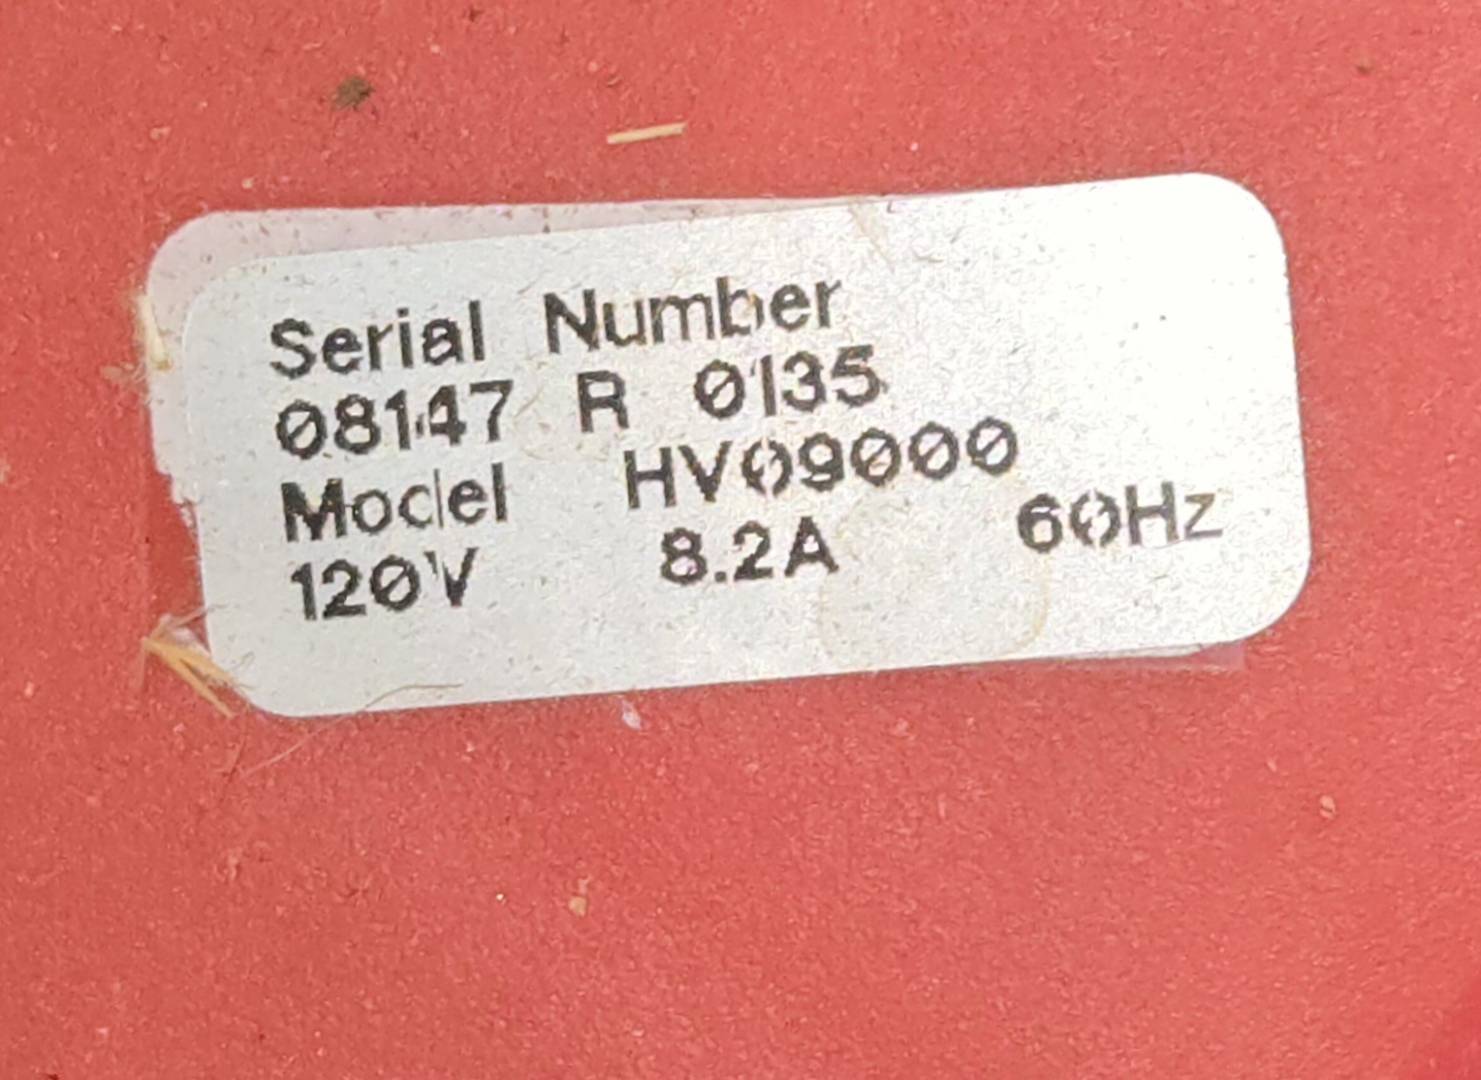 Serial Number
08147 R 0135
Model HV09000
120V 8.2A 60Hz